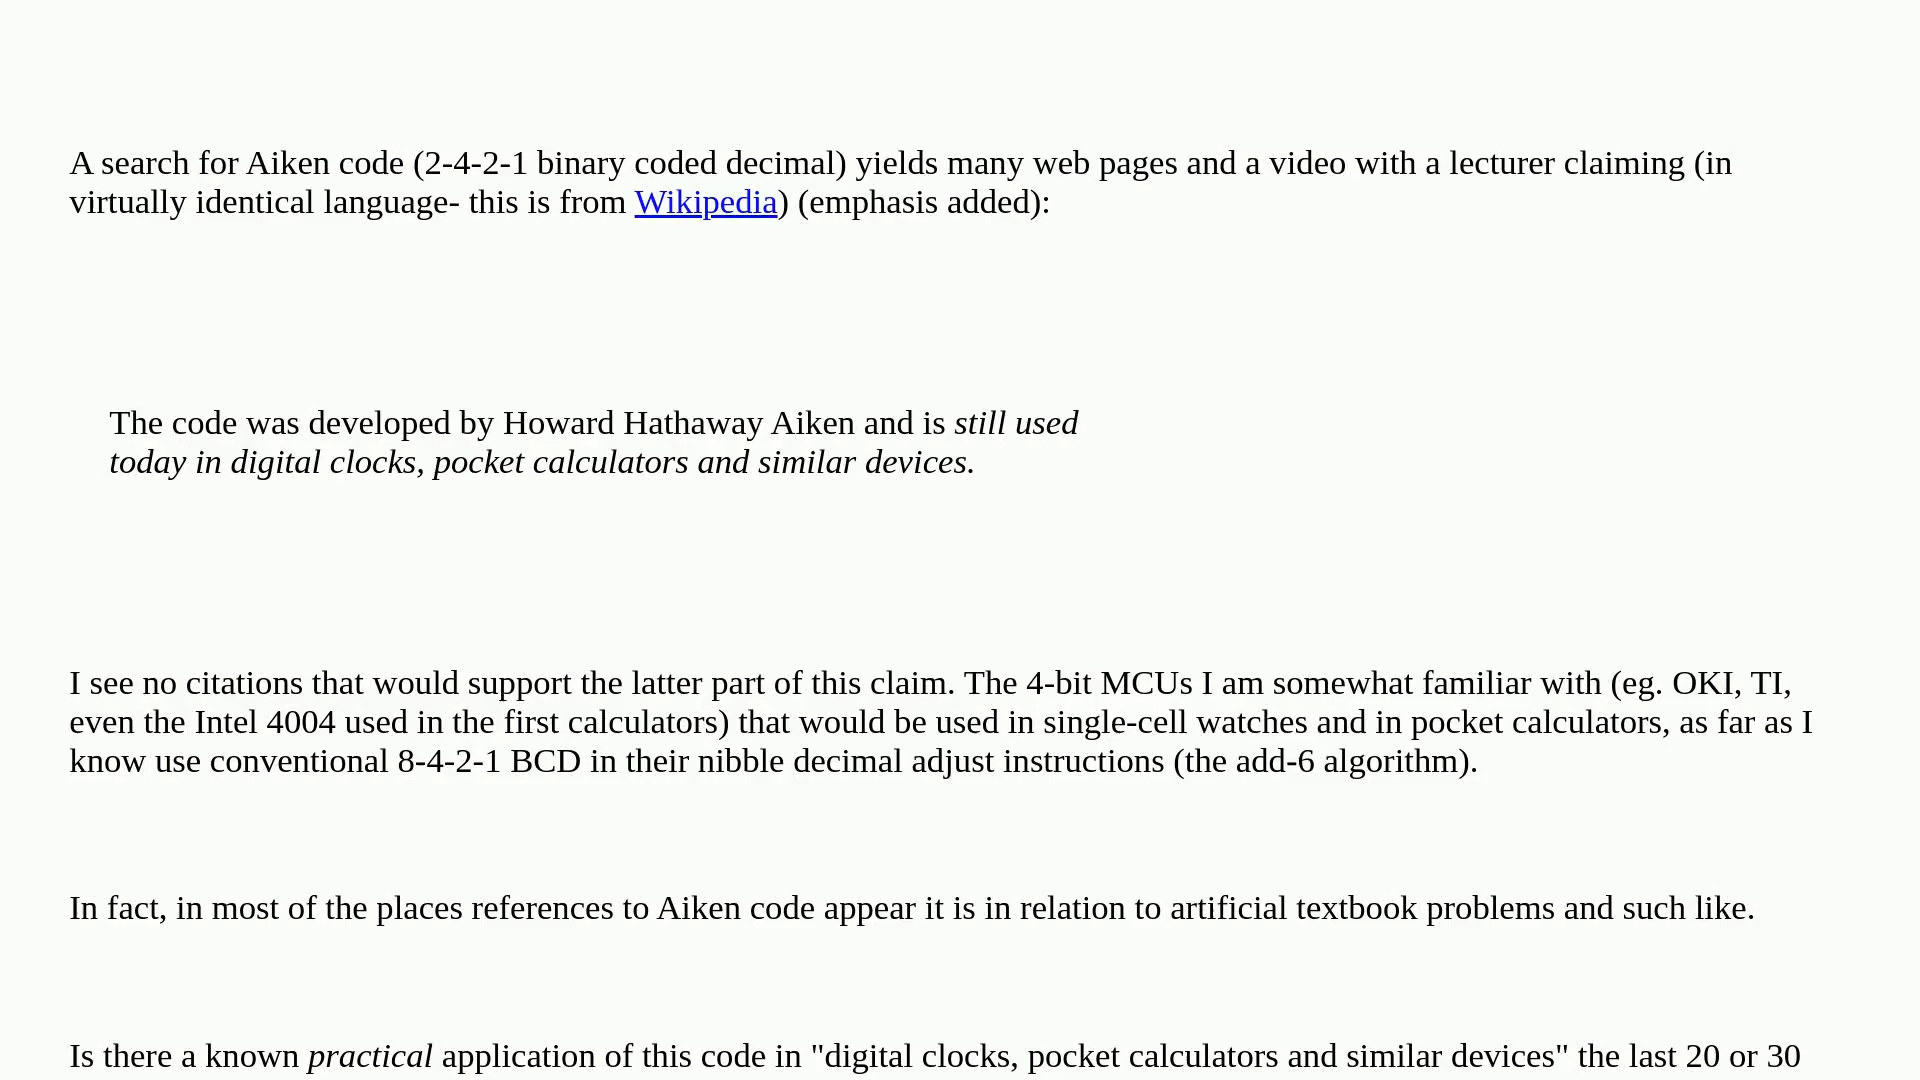 A search for Aiken code (2-4-2-1 binary coded decimal) yields many web pages and a video with a lecturer claiming (in
virtually identical language- this is from Wikipedia) (emphasis added):
The code was developed by Howard Hathaway Aiken and is still used
today in digital clocks, pocket calculators and similar devices.
I see no citations that would support the latter part of this claim. The 4-bit MCUs I am somewhat familiar with (eg. OKI, TI,
even the Intel 4004 used in the first calculators) that would be used in single-cell watches and in pocket calculators, as far as I
know use conventional 8-4-2-1 BCD in their nibble decimal adjust instructions (the add-6 algorithm).
In fact, in most of the places references to Aiken code appear it is in relation to artificial textbook problems and such like.
Is there a known practical application of this code in "digital clocks, pocket calculators and similar devices" the last 20 or 30